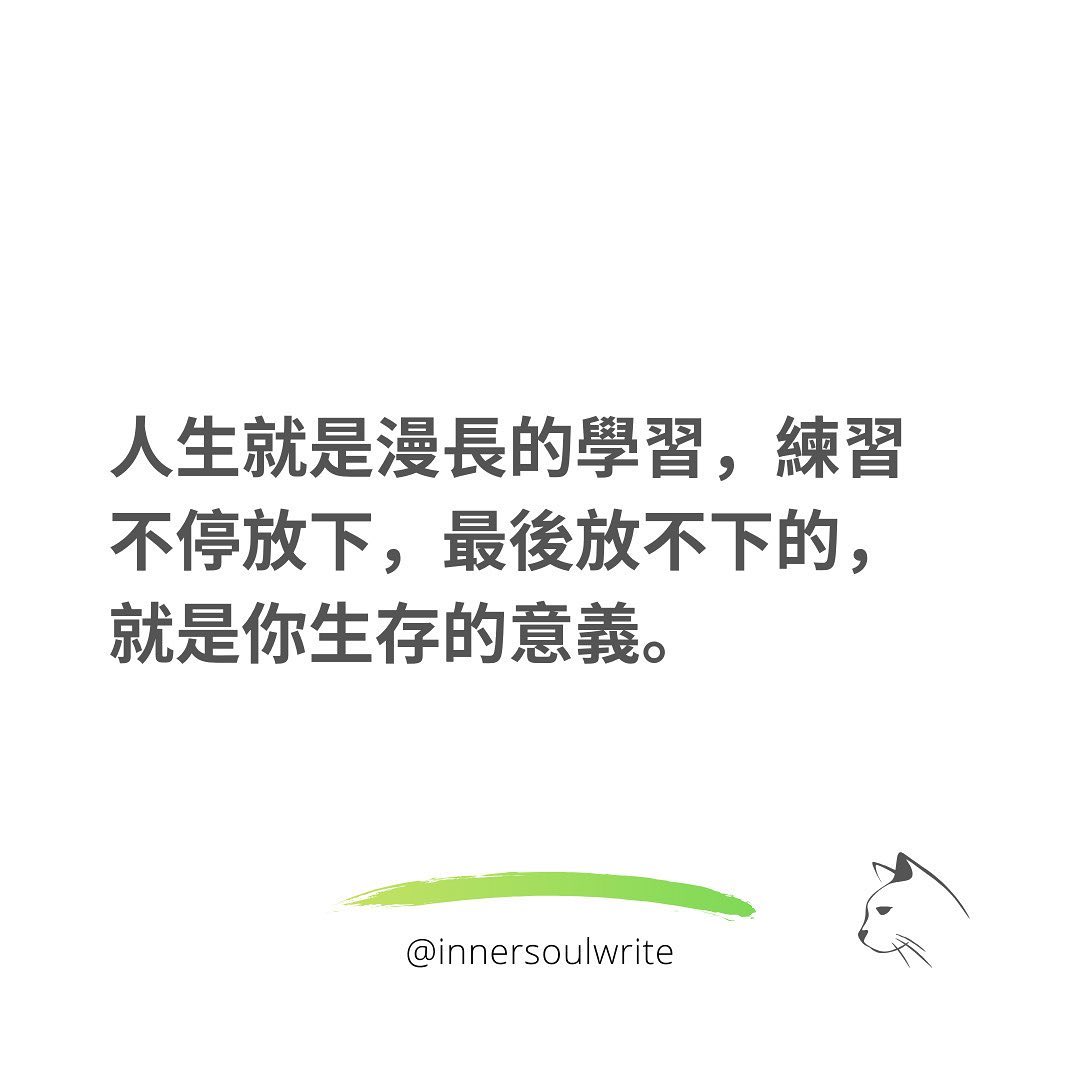 人生就是漫長的學習，練習
不停放下，最後放不下的，
就是你生存的意義。
@innersoulwrite